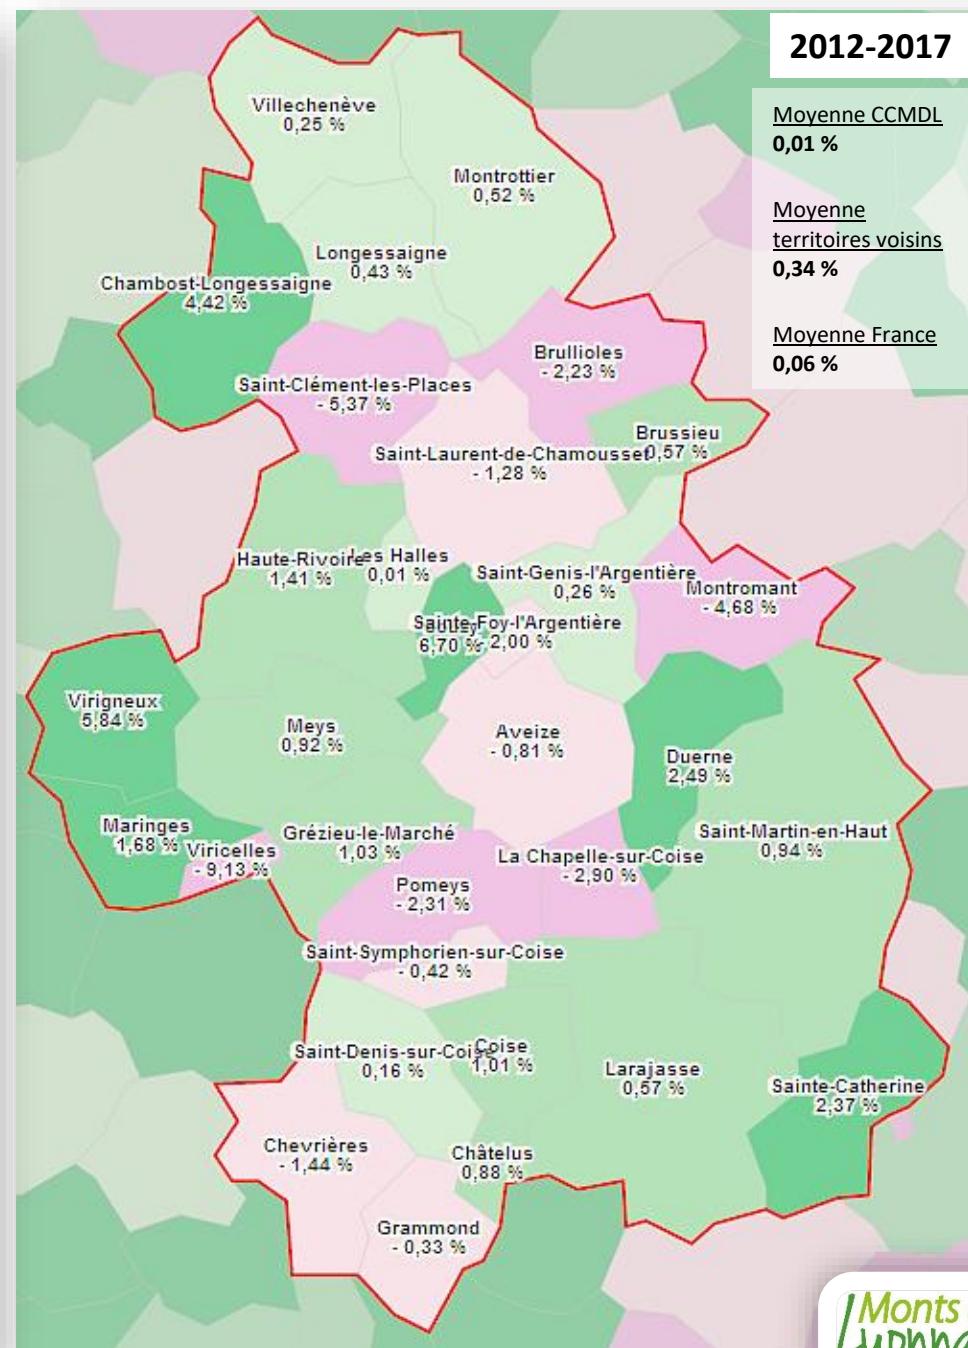 2012-2017
Moyenne CCMDL
0,01 %
Moyenne
territoires voisins
0,34 %
Moyenne France
0,06 %
Villechenève
0,25 %
Montrottier
0,52 %
Longessaigne
0,43 %
Chambost-Longessaigne
4,42 %
Brullioles
- 2,23 %
Saint-Clément-les-Places
- 5,37 %
Brussieu
0,57 %
Saint-Laurent-de-Chamousset
- 1,28 %
Haute-Rivoire
1,41 %
Les Halles
0,01 %
Saint-Genis-l'Argentière
0,26 %
Montromant
- 4,68 %
Sainte-Foy-l'Argentière
- 2,00 %
6,70 %
Virigneux
5,84 %
Meys
0,92 %
Aveize
- 0,81 %
Duerne
2,49 %
Maringes
1,68 %
Viricelles
- 9,13 %
Grézieu-le-Marché
1,03 %
La Chapelle-sur-Coise
- 2,90 %
Saint-Martin-en-Haut
0,94 %
Pomeys
- 2,31 %
Saint-Symphorien-sur-Coise
- 0,42 %
Saint-Denis-sur-Coise
0,16 %
Coise
1,01 %
Larajasse
0,57 %
Sainte-Catherine
2,37 %
Chevrières
- 1,44 %
Châtelus
0,88 %
Grammond
- 0,33 %
Monts